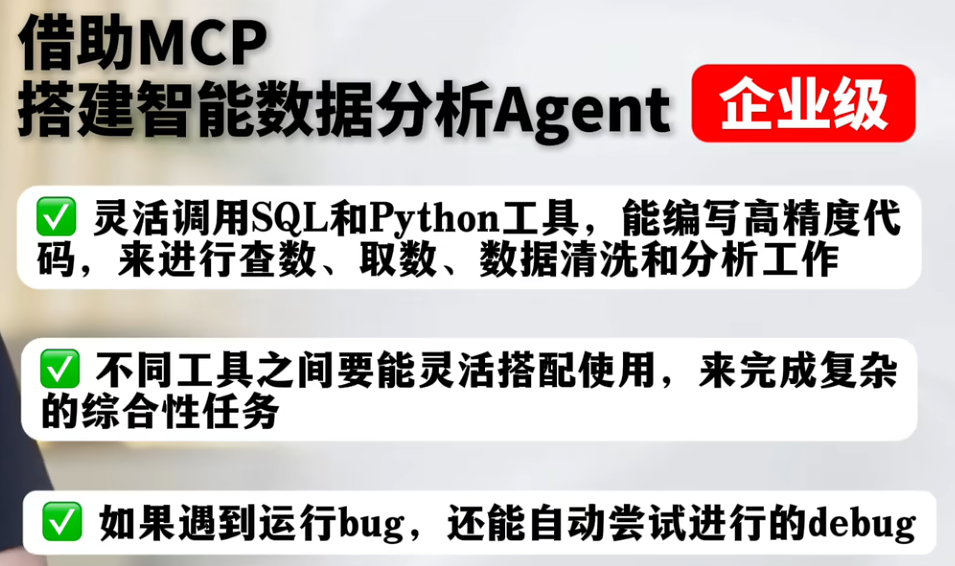 借助MCP
搭建智能数据分析Agent 企业级
✅ 灵活调用SQL和Python工具，能编写高精度代
码，来进行查数、取数、数据清洗和分析工作
✅ 不同工具之间要能灵活搭配使用，来完成复杂
的综合性任务
✅ 如果遇到运行bug，还能自动尝试进行的debug